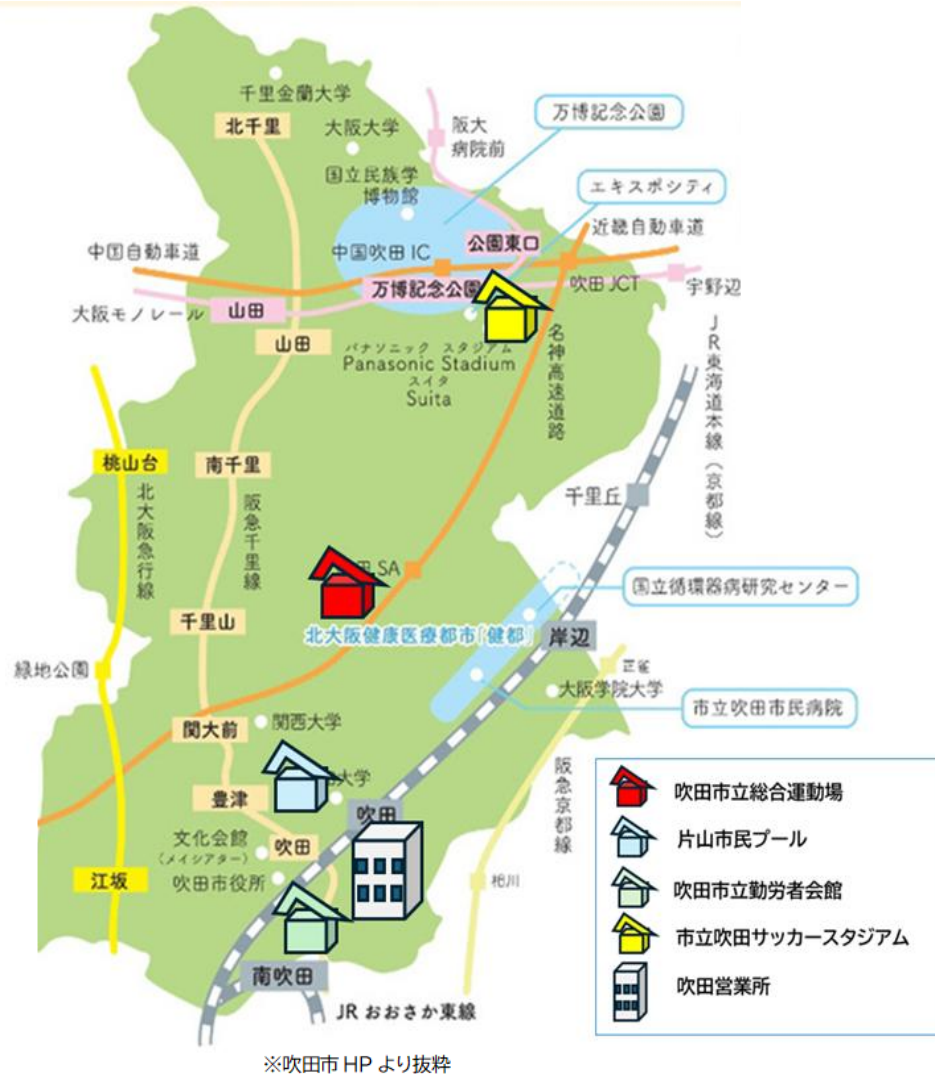 千里金蘭大学
北千里
大阪大学
阪大
病院前
万博記念公園
国立民族学
博物館
エキスポシティ
近畿自動車道
公園東口
中国自動車道
中国吹田 IC
万博記念公園
吹田 JCT
宇野辺
大阪モノレール
山田
山田
パナソニック スタジアム
Panasonic Stadium
スイタ
Suita
名神高速道路
JR東海道本線(京都線)
桃山台
南千里
北大阪急行線
阪急千里線
千里丘
SA
国立循環器病研究センター
千里山
北大阪健康医療都市「健都」
岸辺
緑地公園
正雀
大阪学院大学
市立吹田市民病院
関大前
関西大学
大学
豊津
吹田
阪急京都線
文化会館
(メイシアター)
吹田
江坂
吹田市役所
相川
南吹田
JR おおさか東線
吹田市立総合運動場
片山市民プール
吹田市立勤労者会館
市立吹田サッカースタジアム
吹田営業所
※吹田市 HP より抜粋